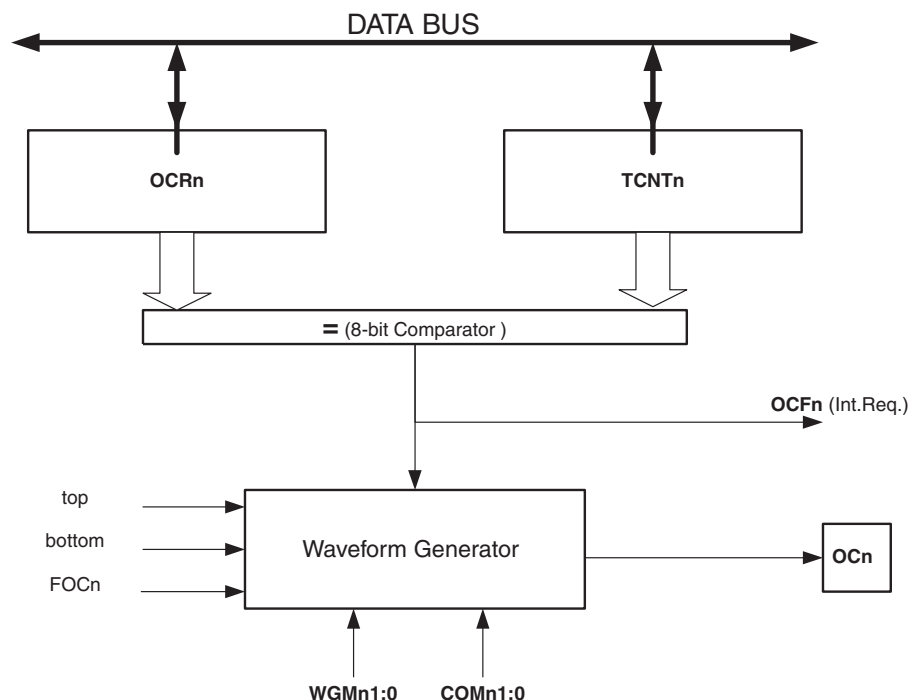 DATA BUS
OCRn
TCNTn
= (8-bit Comparator )
OCFn (Int.Req.)
top
bottom
FOCn
Waveform Generator
OCn
WGMn1:0
COMn1:0